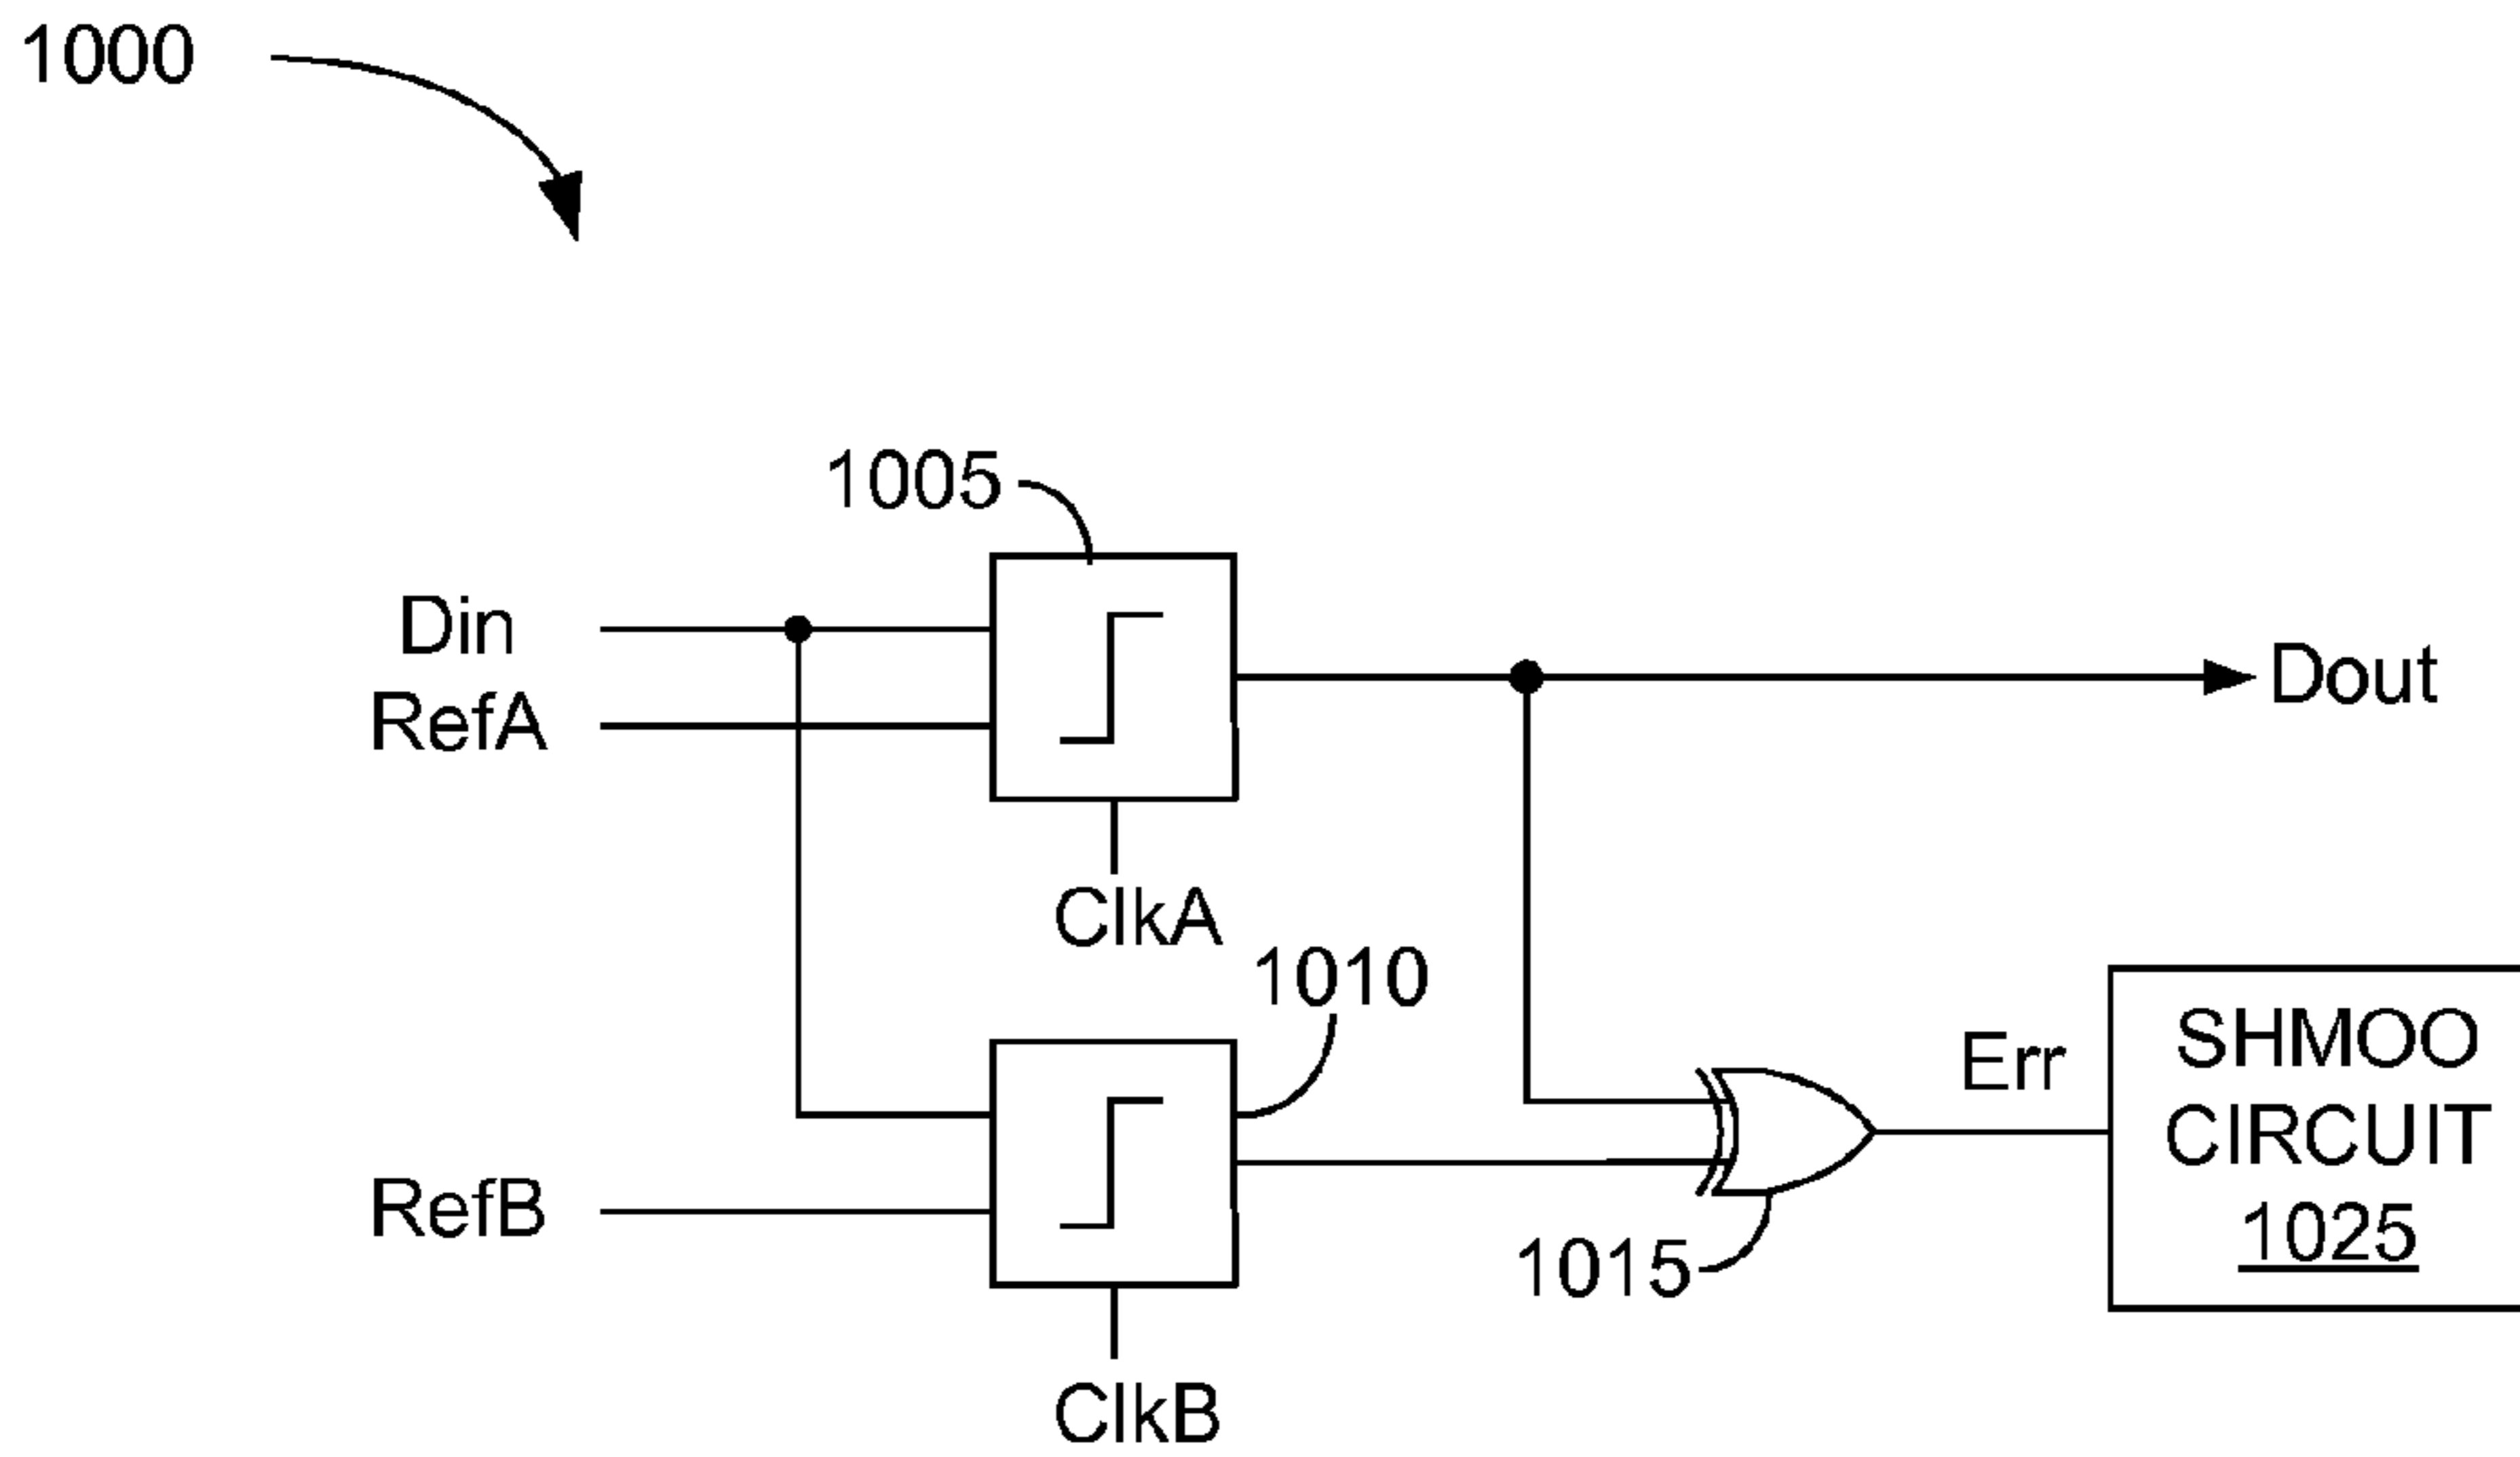 1000
1005
Din
RefA
Dout
ClkA
1010
Err
SHMOO
CIRCUIT
1025
RefB
1015
ClkB